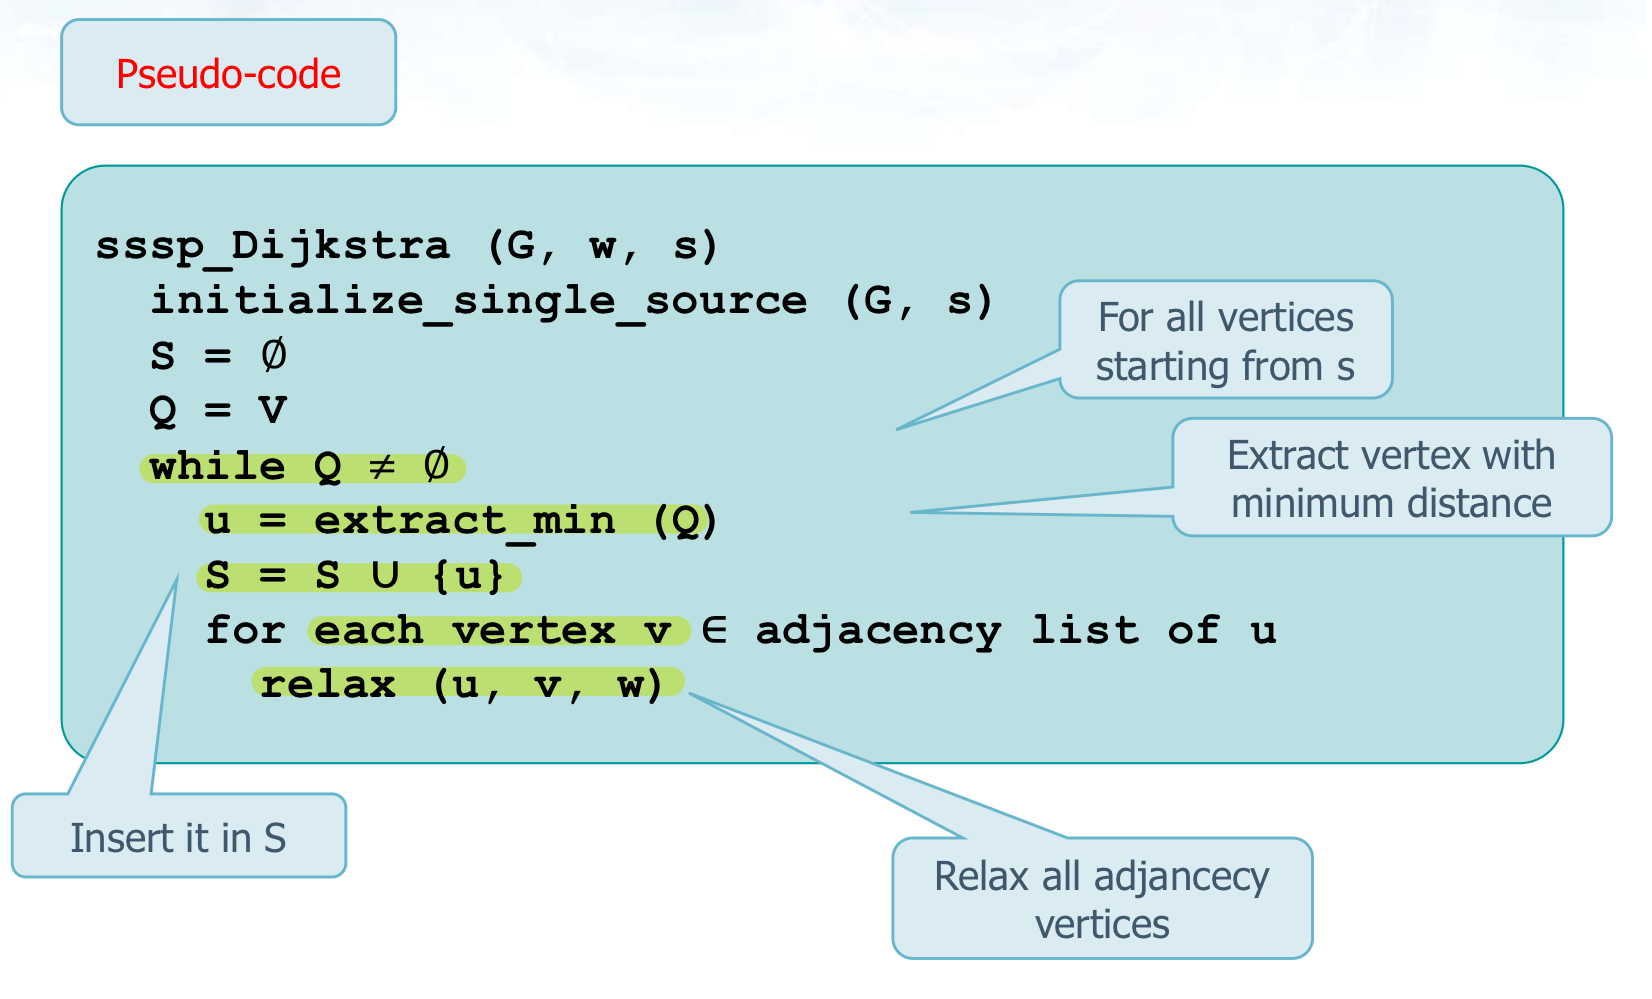 Pseudo-code
sssp_Dijkstra (G, w, s)
initialize_single_source (G, s)
S = ∅
Q = V
while Q ≠ ∅
u = extract_min (Q)
S = S ∪ {u}
for each vertex v ∈ adjacency list of u
relax (u, v, w)
For all vertices
starting from s
Extract vertex with
minimum distance
Insert it in S
Relax all adjancecy
vertices